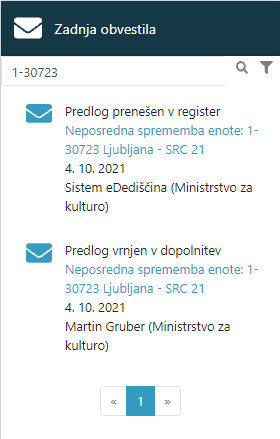 Zadnja obvestila
1-30723
Predlog prenešen v register
Neposredna sprememba enote: 1-
30723 Ljubljana - SRC 21
4. 10. 2021
Sistem eDediščina (Ministrstvo za
kulturo)
Predlog vrnjen v dopolnitev
Neposredna sprememba enote: 1-
30723 Ljubljana - SRC 21
4. 10. 2021
Martin Gruber (Ministrstvo za
kulturo)
« 1 »